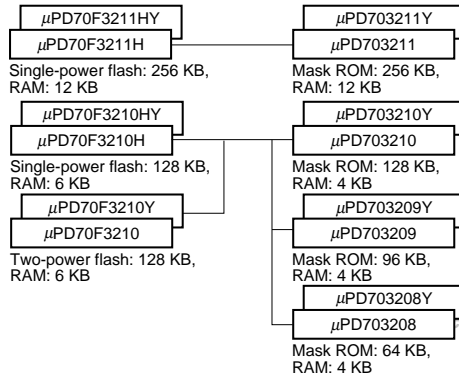 μPD70F3211HY
μPD70F3211H
Single-power flash: 256 KB,
RAM: 12 KB
μPD703211Y
μPD703211
Mask ROM: 256 KB,
RAM: 12 KB
μPD70F3210HY
μPD70F3210H
Single-power flash: 128 KB,
RAM: 6 KB
μPD703210Y
μPD703210
Mask ROM: 128 KB,
RAM: 4 KB
μPD70F3210Y
μPD70F3210
Two-power flash: 128 KB,
RAM: 6 KB
μPD703209Y
μPD703209
Mask ROM: 96 KB,
RAM: 4 KB
μPD703208Y
μPD703208
Mask ROM: 64 KB,
RAM: 4 KB